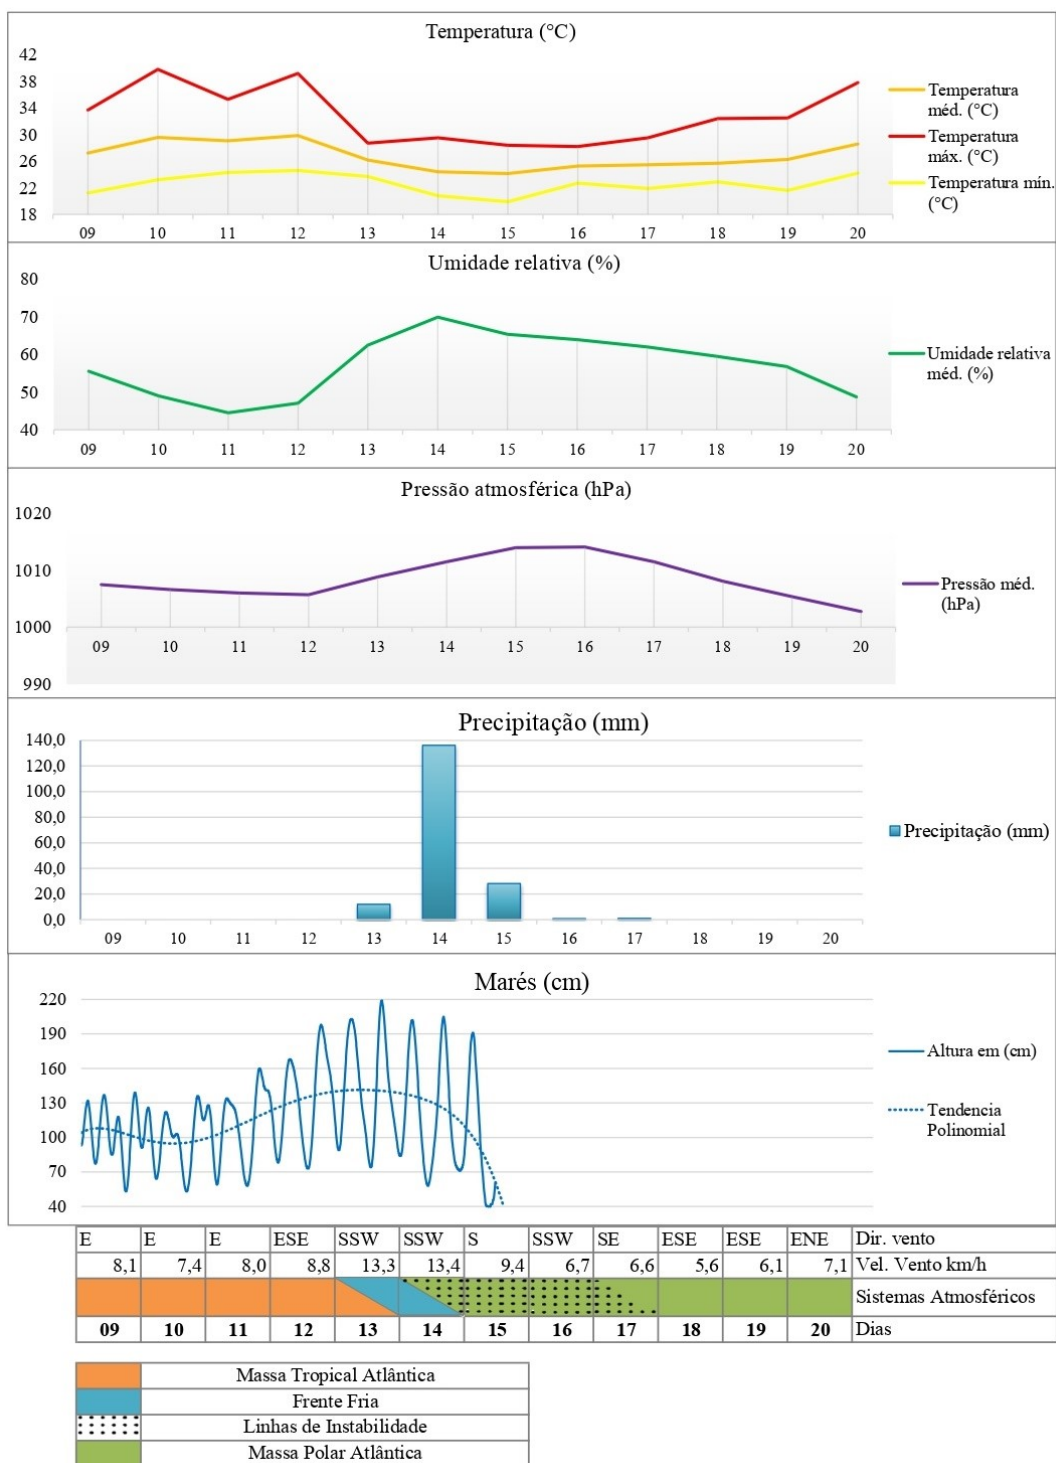 Temperatura (°C)
42
38
34
30
26
22
18
09 10 11 12 13 14 15 16 17 18 19 20
Temperatura
méd. (°C)
Temperatura
máx. (°C)
Temperatura mín.
(°C)
Umidade relativa (%)
80
70
60
50
40
09 10 11 12 13 14 15 16 17 18 19 20
Umidade relativa
méd. (%)
Pressão atmosférica (hPa)
1020
1010
1000
990
09 10 11 12 13 14 15 16 17 18 19 20
Pressão méd.
(hPa)
Precipitação (mm)
140,0
120,0
100,0
80,0
60,0
40,0
20,0
0,0
09 10 11 12 13 14 15 16 17 18 19 20
Precipitação (mm)
Marés (cm)
220
190
160
130
100
70
40
Altura em (cm)
Tendencia
Polinomial
E E E ESE SSW SSW S SSW SE ESE ESE ENE Dir. vento
8,1 7,4 8,0 8,8 13,3 13,4 9,4 6,7 6,6 5,6 6,1 7,1 Vel. Vento km/h
Sistemas Atmosféricos
09 10 11 12 13 14 15 16 17 18 19 20 Dias
Massa Tropical Atlântica
Frente Fria
Linhas de Instabilidade
Massa Polar Atlântica